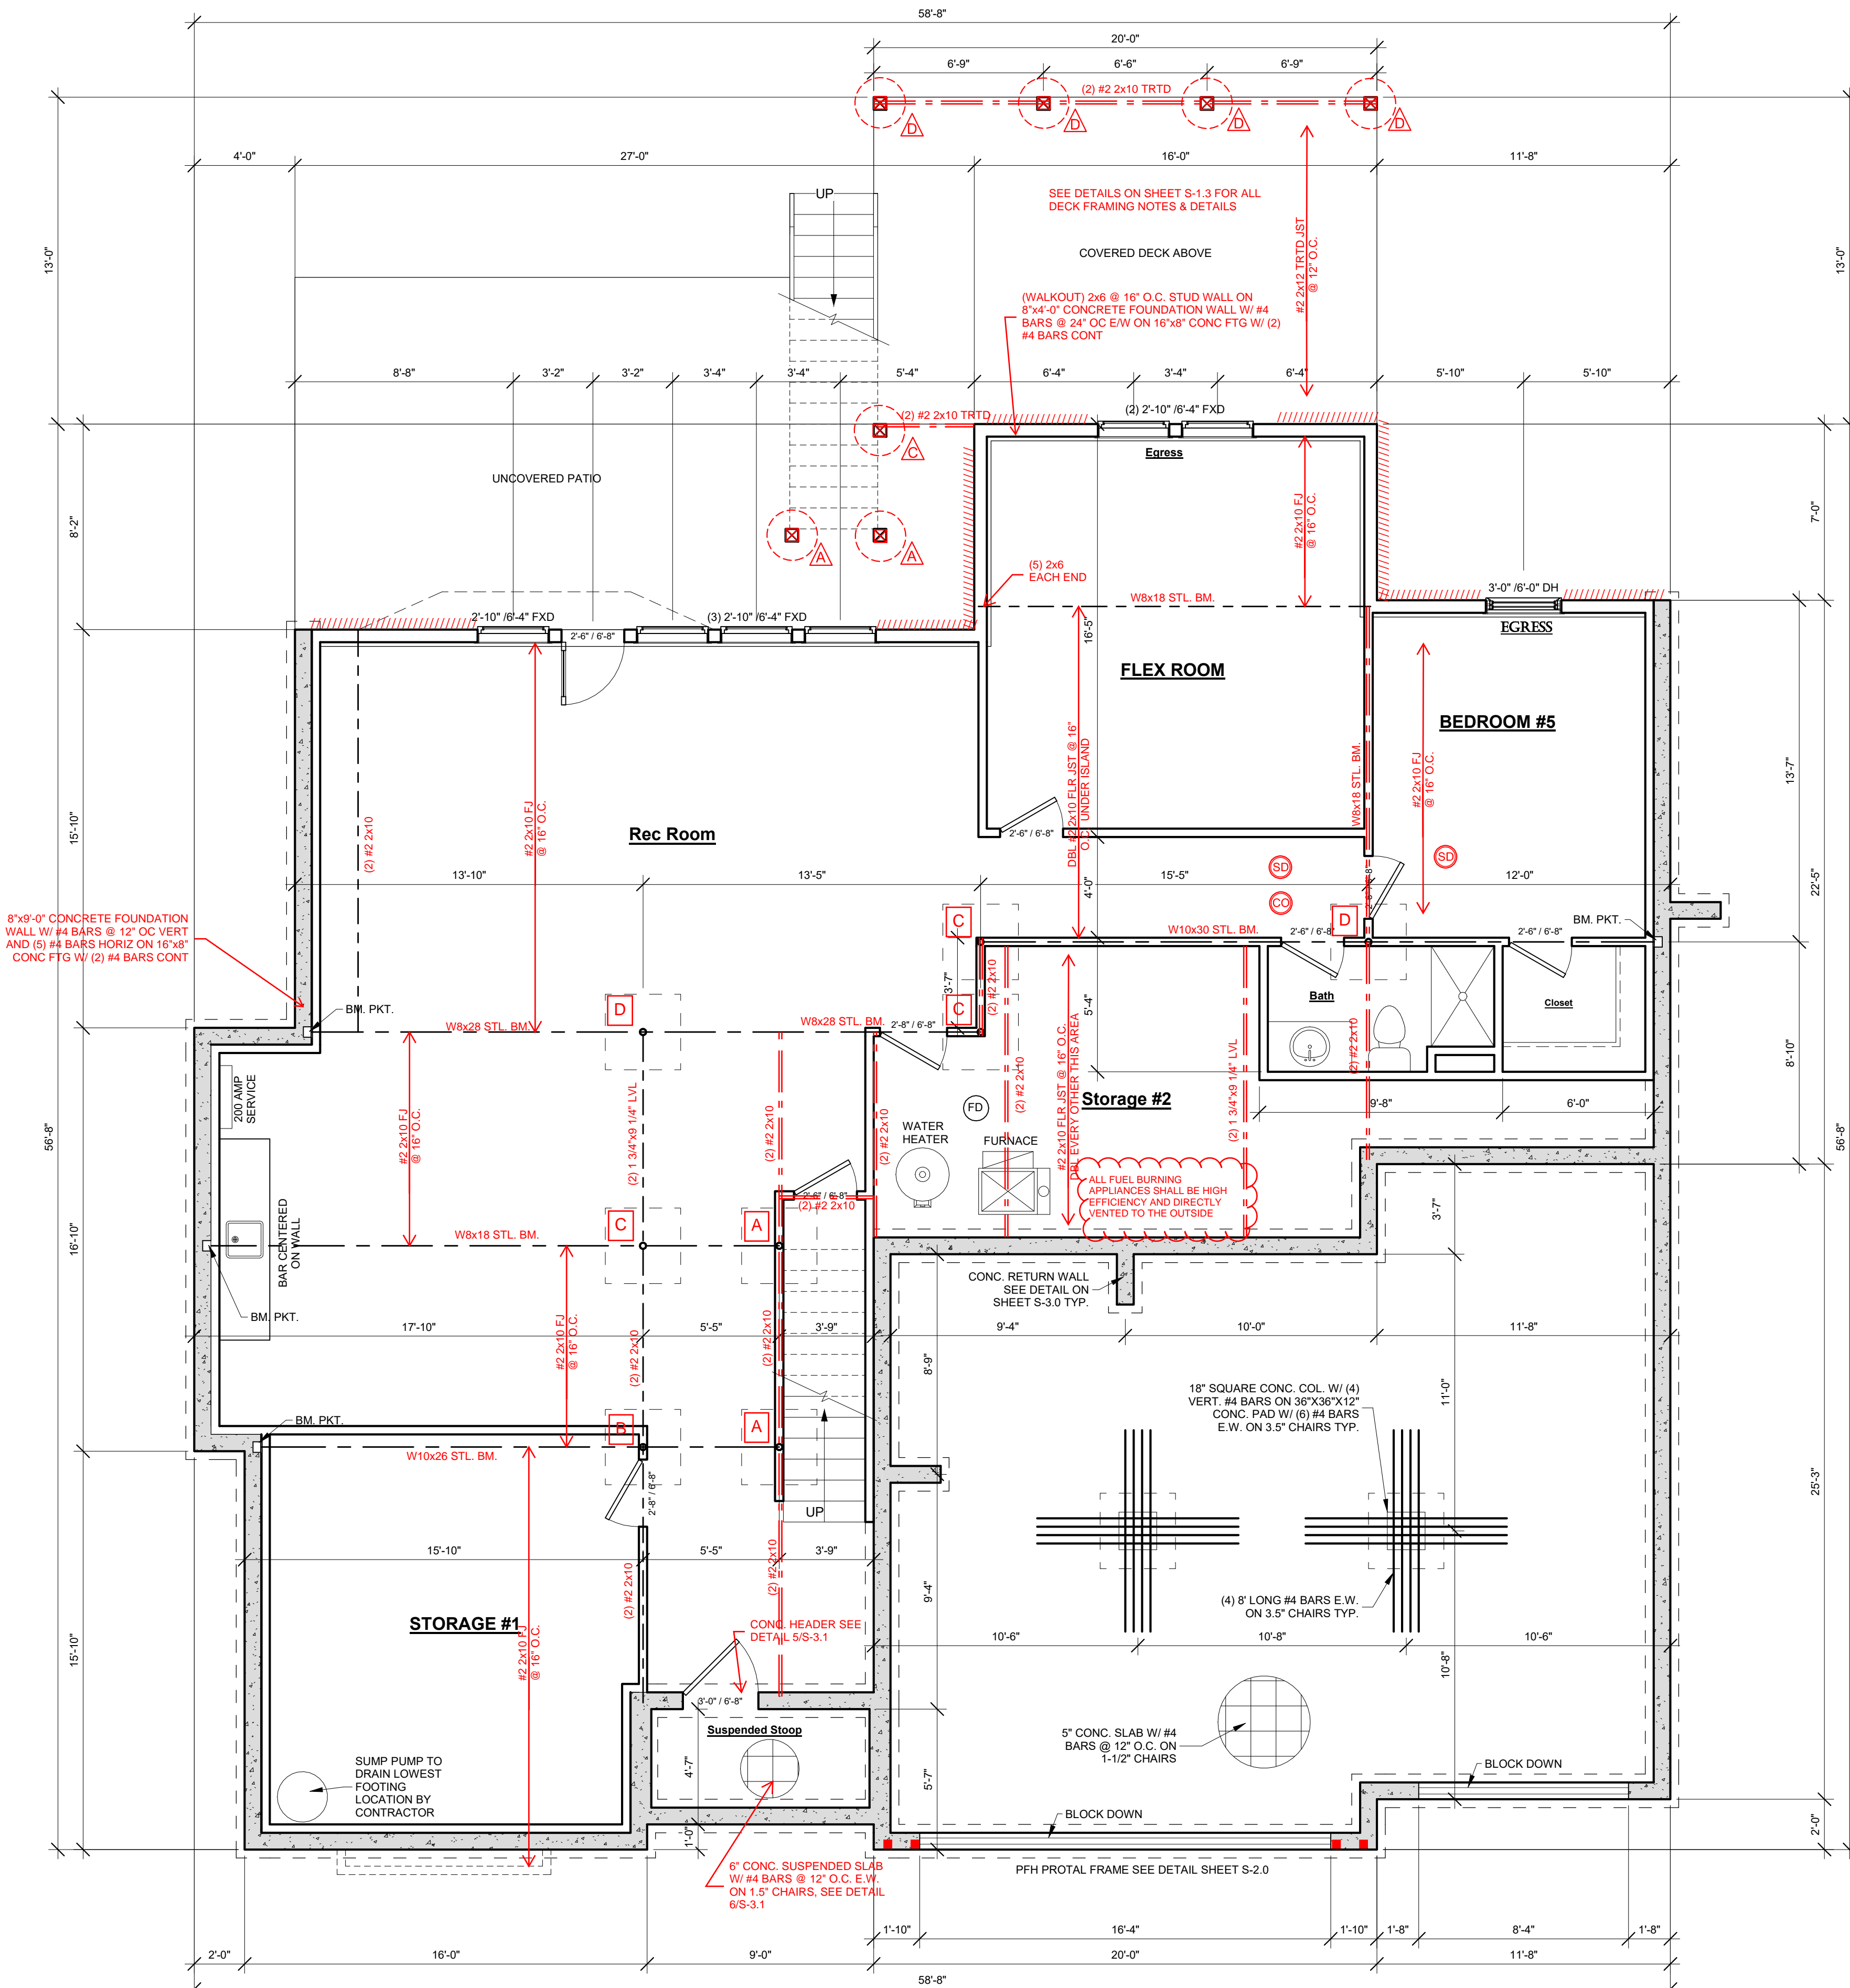 58'-8"
20'-0"
6'-9"
6'-6"
6'-9"
(2) #2 2x10 TRTD
D
D
D
D
4'-0"
27'-0"
16'-0"
11'-8"
13'-0"
13'-0"
UP
SEE DETAILS ON SHEET S-1.3 FOR ALL
DECK FRAMING NOTES & DETAILS
COVERED DECK ABOVE
#2 2x12 TRTD JST
@ 12" O.C.
(WALKOUT) 2x6 @ 16" O.C. STUD WALL ON
8"x4'-0" CONCRETE FOUNDATION WALL W/ #4
BARS @ 24" OC E/W ON 16"x8" CONC FTG W/ (2)
#4 BARS CONT
8'-8"
3'-2"
3'-2"
3'-4"
3'-4"
5'-4"
6'-4"
3'-4"
6'-4"
5'-10"
5'-10"
(2) #2 2x10 TRTD
C
(2) 2'-10" /6'-4" FXD
Egress
UNCOVERED PATIO
8'-2"
7'-0"
#2 2x10 FJ
@ 16" O.C.
A
A
(5) 2x6
EACH END
W8x18 STL. BM.
3'-0" /6'-0" DH
EGRESS
2'-10" /6'-4" FXD
2'-6" / 6'-8"
(3) 2'-10" /6'-4" FXD
16'-5"
FLEX ROOM
BEDROOM #5
13'-7"
22'-5"
15'-10"
(2) #2 2x10
#2 2x10 FJ
@ 16" O.C.
Rec Room
DBL #2 2x10 FLR JST @ 16"
O.C. UNDER ISLAND
2'-6" / 6'-8"
W8x18 STL. BM.
#2 2x10 FJ
@ 16" O.C.
SD
SD
CO
2'-6" / 6'-8"
13'-10"
13'-5"
15'-5"
12'-0"
4'-0"
8"x9'-0" CONCRETE FOUNDATION
WALL W/ #4 BARS @ 12" OC VERT
AND (5) #4 BARS HORIZ ON 16"x8"
CONC FTG W/ (2) #4 BARS CONT
C
D
BM. PKT.
W10x30 STL. BM.
2'-6" / 6'-8"
2'-6" / 6'-8"
3'-7"
(2) #2 2x10
BM. PKT.
D
C
W8x28 STL. BM.
W8x28 STL. BM.
2'-8" / 6'-8"
5'-4"
Bath
Closet
8'-10"
200 AMP
SERVICE
#2 2x10 FJ
@ 16" O.C.
(2) 1 3/4"x9 1/4" LVL
(2) #2 2x10
(2) #2 2x10
(2) #2 2x10
#2 2x10 FLR JST @ 16" O.C.
DBL EVERY OTHER THIS AREA
(2) 1 3/4"x9 1/4" LVL
(2) #2 2x10
FD
Storage #2
9'-8"
6'-0"
56'-8"
56'-8"
WATER
HEATER
FURNACE
2'-6" / 6'-8"
(2) #2 2x10
ALL FUEL BURNING
APPLIANCES SHALL BE HIGH
EFFICIENCY AND DIRECTLY
VENTED TO THE OUTSIDE
3'-7"
16'-10"
BAR CENTERED
ON WALL
W8x18 STL. BM.
C
A
BM. PKT.
CONC. RETURN WALL
SEE DETAIL ON
SHEET S-3.0 TYP.
17'-10"
5'-5"
3'-9"
9'-4"
10'-0"
11'-8"
#2 2x10 FJ
@ 16" O.C.
(2) #2 2x10
(2) #2 2x10
8'-9"
11'-0"
18" SQUARE CONC. COL. W/ (4)
VERT. #4 BARS ON 36"X36"X12"
CONC. PAD W/ (6) #4 BARS
E.W. ON 3.5" CHAIRS TYP.
BM. PKT.
B
A
W10x26 STL. BM.
2'-8" / 6'-8"
UP
25'-3"
15'-10"
5'-5"
3'-9"
(2) #2 2x10
(2) #2 2x10
9'-4"
(4) 8' LONG #4 BARS E.W.
ON 3.5" CHAIRS TYP.
STORAGE #1
#2 2x10 FJ
@ 16" O.C.
CONC. HEADER SEE
DETAIL 5/S-3.1
10'-6"
10'-8"
10'-6"
15'-10"
10'-8"
3'-0" / 6'-8"
Suspended Stoop
5" CONC. SLAB W/ #4
BARS @ 12" O.C. ON
1-1/2" CHAIRS
SUMP PUMP TO
DRAIN LOWEST
FOOTING
LOCATION BY
CONTRACTOR
4'-7"
5'-7"
BLOCK DOWN
BLOCK DOWN
1'-0"
2'-0"
6" CONC. SUSPENDED SLAB
W/ #4 BARS @ 12" O.C. E.W.
ON 1.5" CHAIRS, SEE DETAIL
6/S-3.1
PFH PROTAL FRAME SEE DETAIL SHEET S-2.0
1'-10"
16'-4"
1'-10"
1'-8"
8'-4"
1'-8"
2'-0"
16'-0"
9'-0"
20'-0"
11'-8"
58'-8"